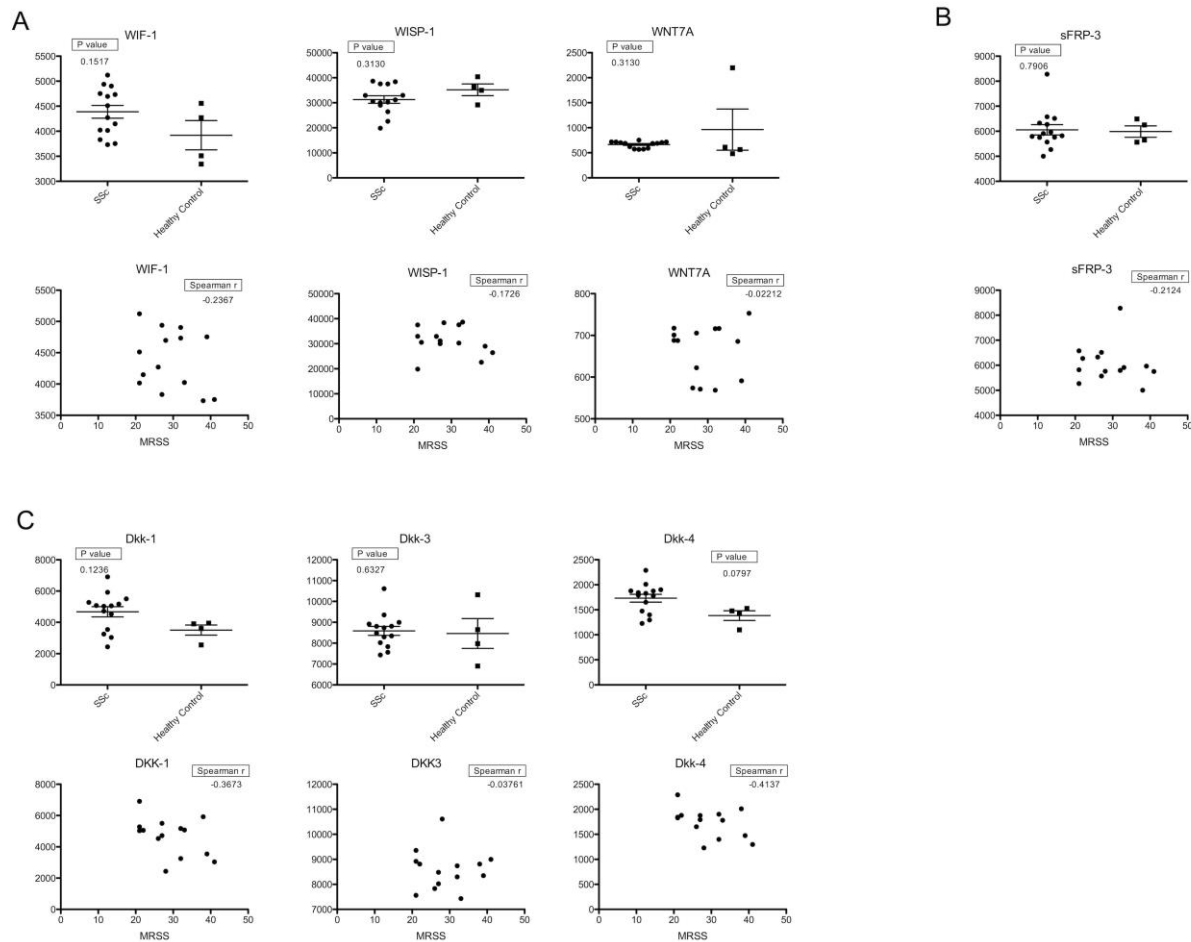 A
WIF-1
P value
0.1517
5500
5000
4500
4000
3500
3000
SSc
Healthy Control
WISP-1
P value
0.3130
50000
40000
30000
20000
10000
0
SSc
Healthy Control
WNT7A
P value
0.3130
2500
2000
1500
1000
500
0
SSc
Healthy Control
B
sFRP-3
P value
0.7906
9000
8000
7000
6000
5000
4000
SSc
Healthy Control
WIF-1
Spearman r
-0.2367
5500
5000
4500
4000
3500
0 10 20 30 40 50
MRSS
WISP-1
Spearman r
-0.1726
50000
40000
30000
20000
10000
0
0 10 20 30 40 50
MRSS
WNT7A
Spearman r
-0.02212
800
700
600
500
0 10 20 30 40 50
MRSS
sFRP-3
Spearman r
-0.2124
9000
8000
7000
6000
5000
4000
0 10 20 30 40 50
MRSS
C
Dkk-1
P value
0.1236
8000
6000
4000
2000
0
SSc
Healthy Control
Dkk-3
P value
0.6327
12000
11000
10000
9000
8000
7000
6000
SSc
Healthy Control
Dkk-4
P value
0.0797
2500
2000
1500
1000
500
0
SSc
Healthy Control
DKK-1
Spearman r
-0.3673
8000
6000
4000
2000
0
0 10 20 30 40 50
MRSS
DKK3
Spearman r
-0.03761
12000
11000
10000
9000
8000
7000
0 10 20 30 40 50
MRSS
Dkk-4
Spearman r
-0.4137
2500
2000
1500
1000
500
0
0 10 20 30 40 50
MRSS